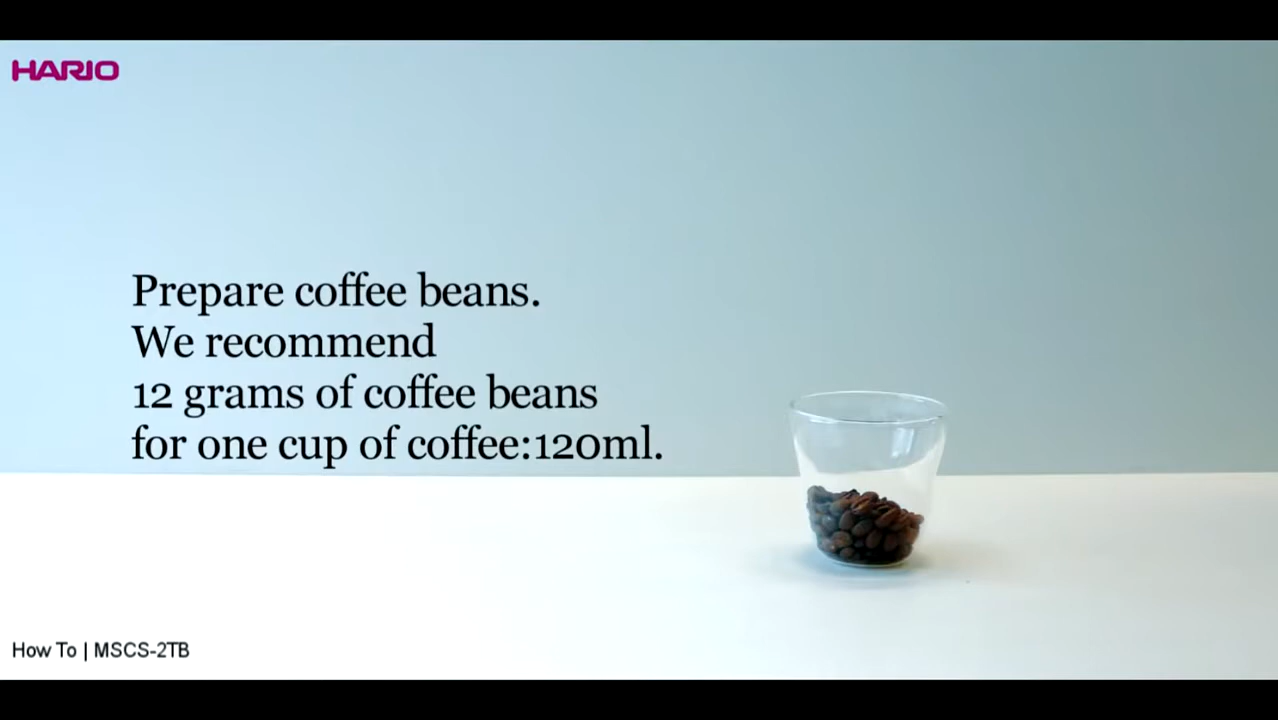 HARIO
Prepare coffee beans.
We recommend
12 grams of coffee beans
for one cup of coffee:120ml.
How To | MSCS-2TB